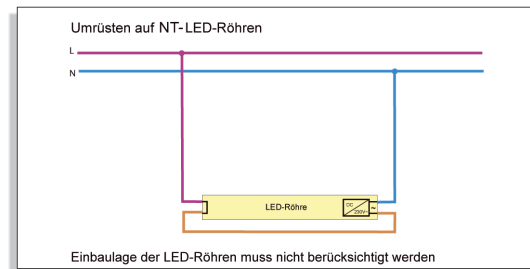 Umrüsten auf NT-LED-Röhren
L
N
LED-Röhre
DC
230V~
~
Einbaulage der LED-Röhren muss nicht berücksichtigt werden